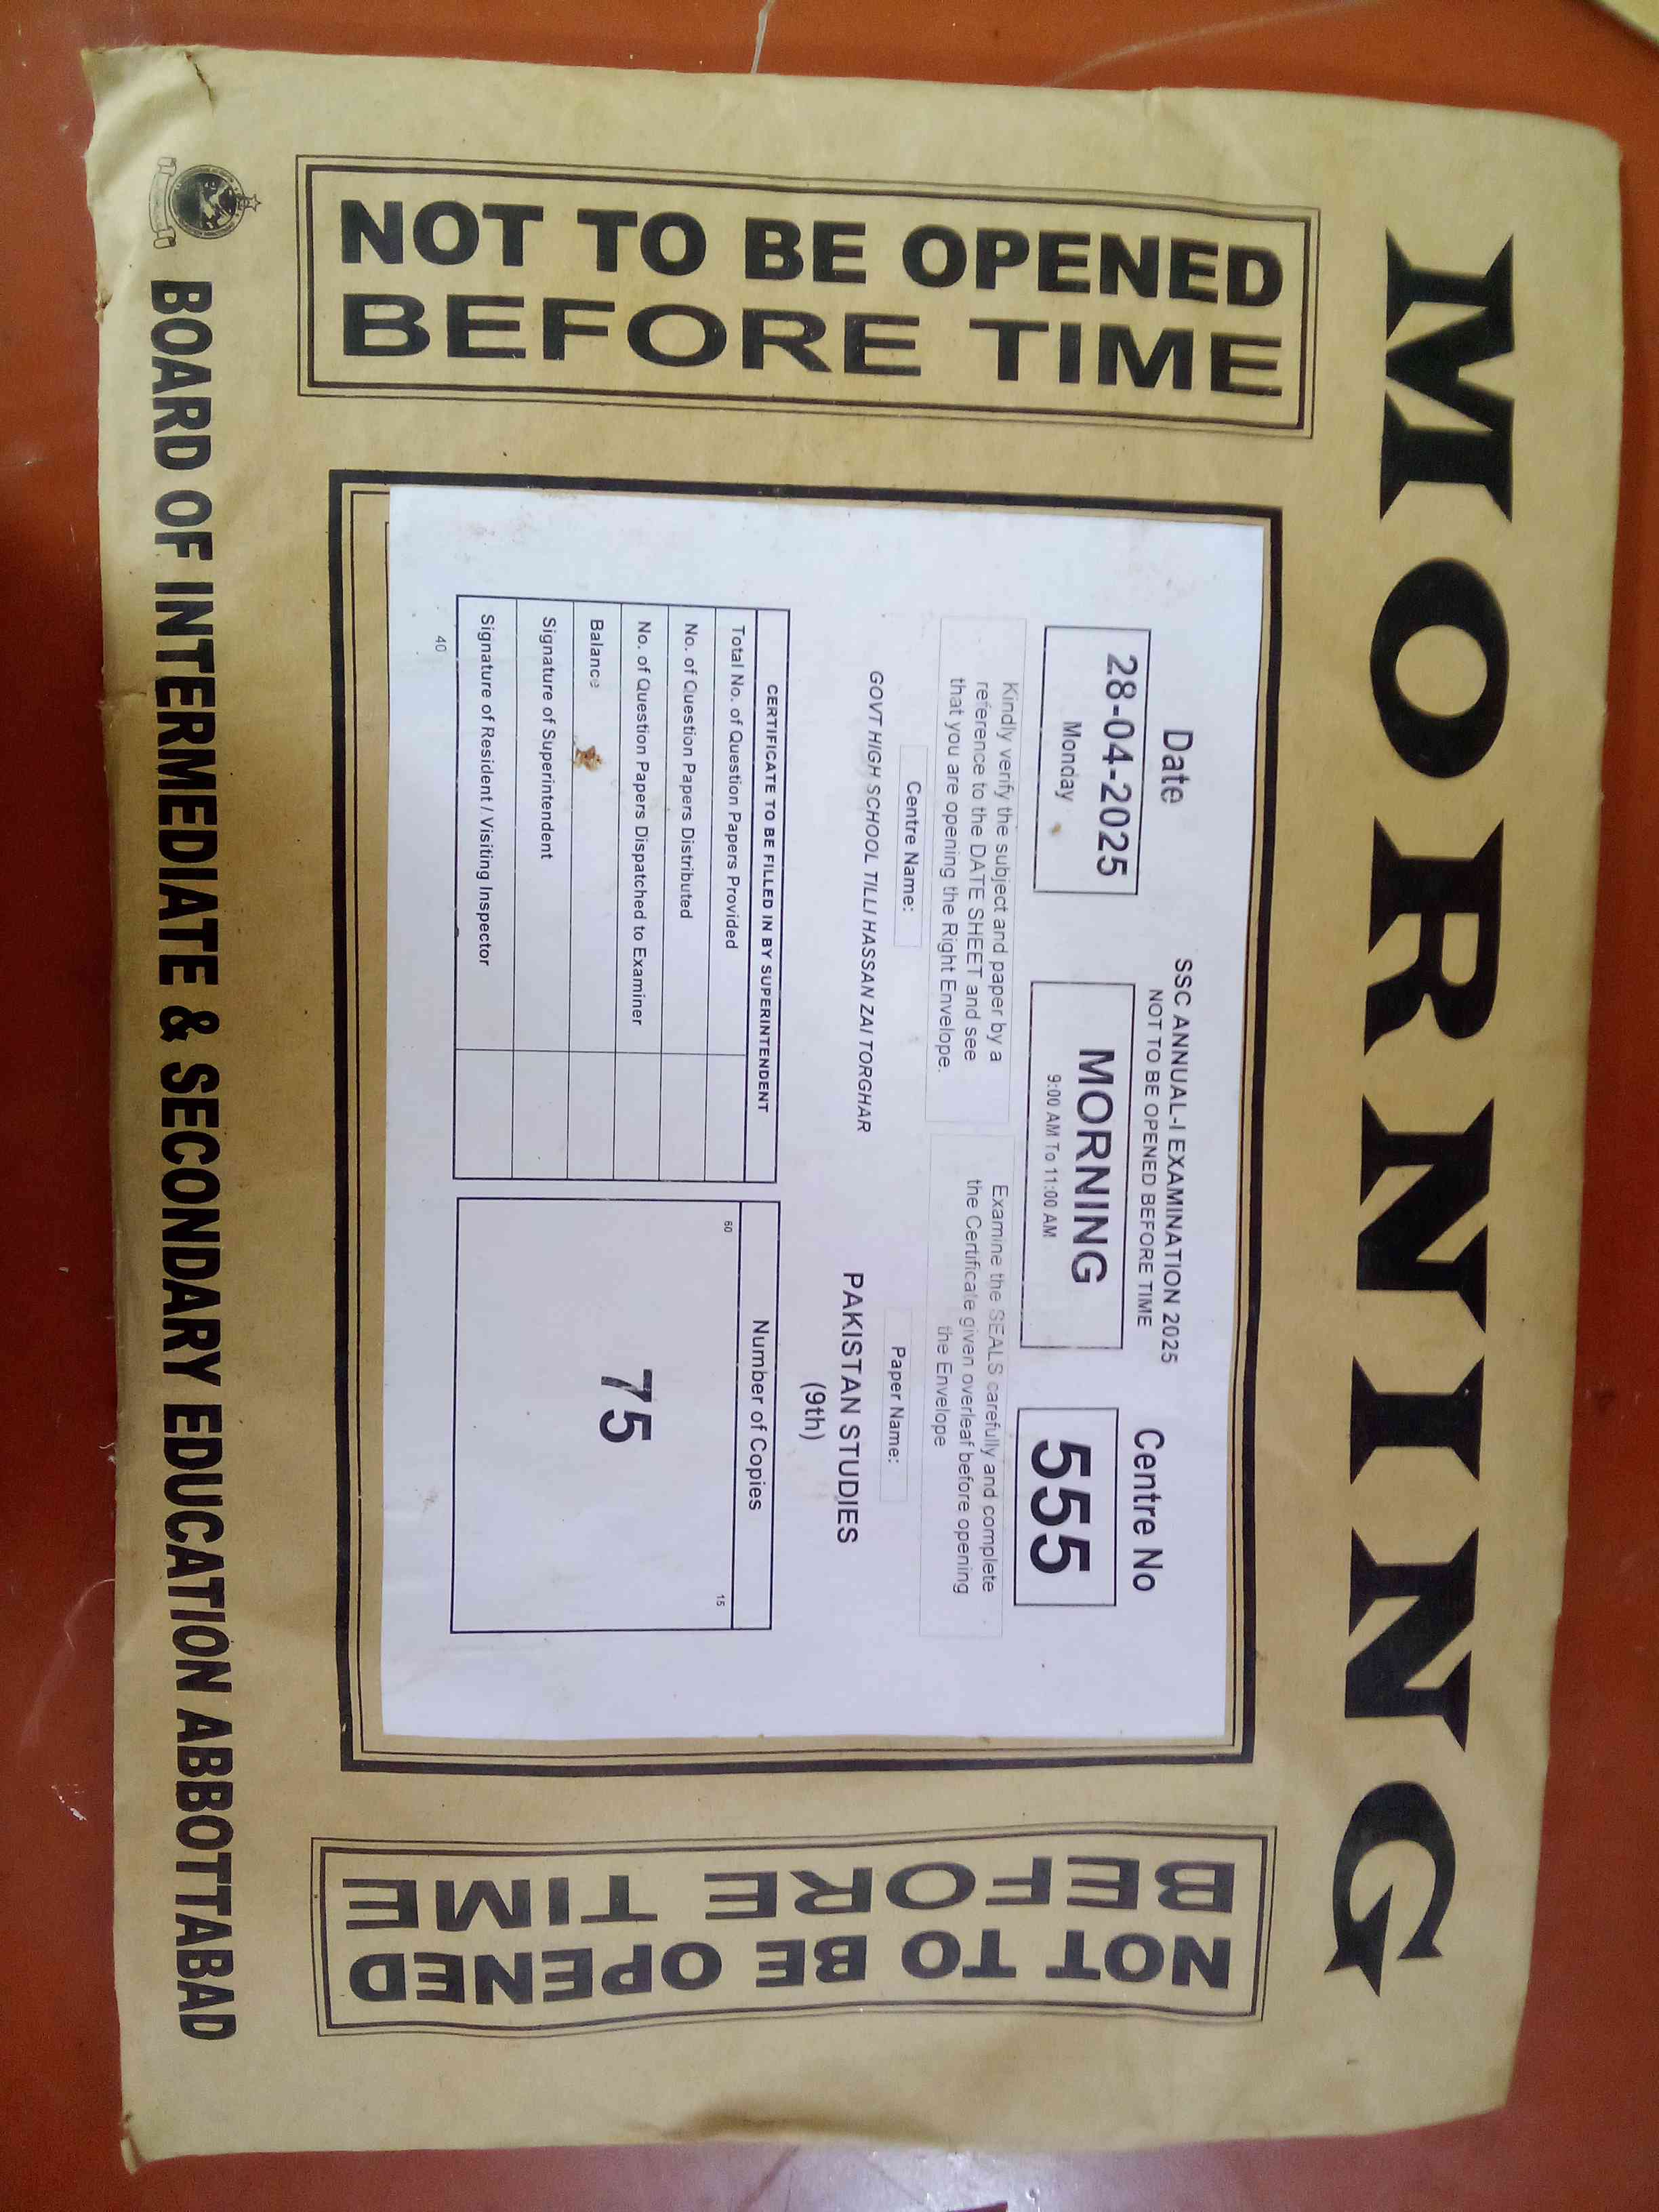 MORNING
NOT TO BE OPENED
BEFORE TIME
SSC ANNUAL-I EXAMINATION 2025
NOT TO BE OPENED BEFORE TIME
Date
28-04-2025
Monday
MORNING
9:00 AM To 11:00 AM
Centre No
555
Kindly verify the subject and paper by a
reference to the DATE SHEET and see
that you are opening the Right Envelope.
Examine the SEALS carefully and complete
the Certificate given overleaf before opening
the Envelope
Centre Name:
GOVT HIGH SCHOOL TILLI HASSAN ZAI TORGHAR
Paper Name:
PAKISTAN STUDIES
(9th)
CERTIFICATE TO BE FILLED IN BY SUPERINTENDENT
Total No. of Question Papers Provided
No. of Question Papers Distributed
No. of Question Papers Dispatched to Examiner
Balance
Signature of Superintendent
Signature of Resident / Visiting Inspector
40
Number of Copies
60
15
75
NOT TO BE OPENED
BEFORE TIME
BOARD OF INTERMEDIATE & SECONDARY EDUCATION ABBOTTABAD